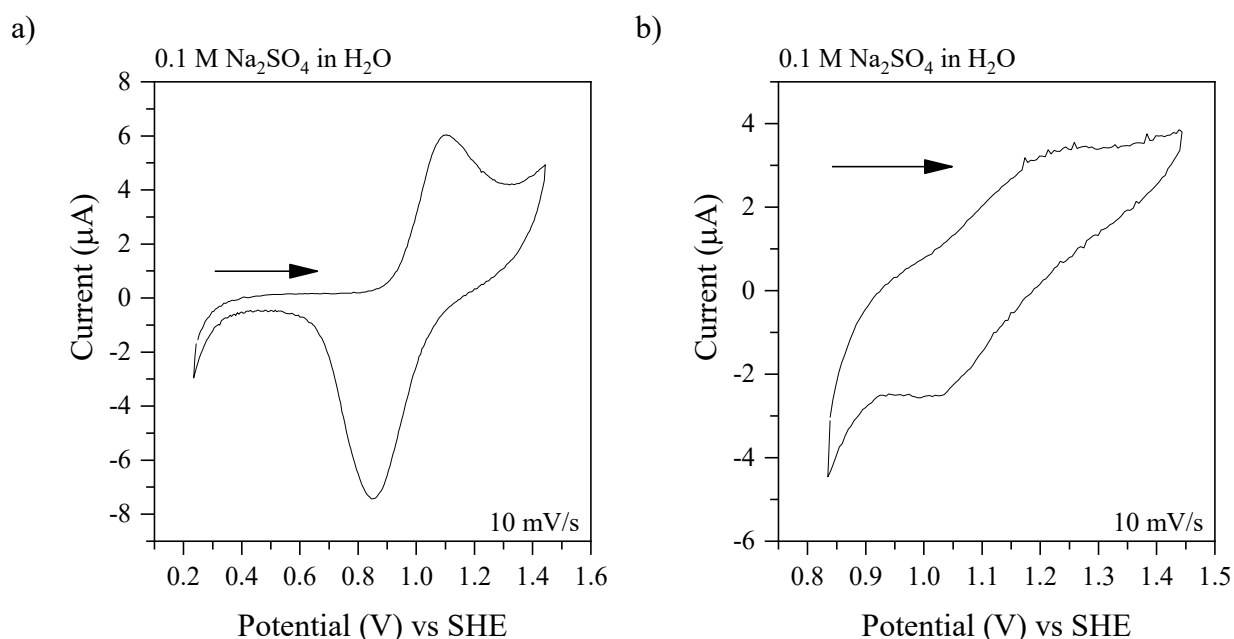 a)
0.1 M Na₂SO₄ in H₂O
8
6
4
2
0
-2
-4
-6
-8
Current (μA)
10 mV/s
0.2 0.4 0.6 0.8 1.0 1.2 1.4 1.6
Potential (V) vs SHE
b)
0.1 M Na₂SO₄ in H₂O
4
2
0
-2
-4
-6
Current (μA)
10 mV/s
0.8 0.9 1.0 1.1 1.2 1.3 1.4 1.5
Potential (V) vs SHE